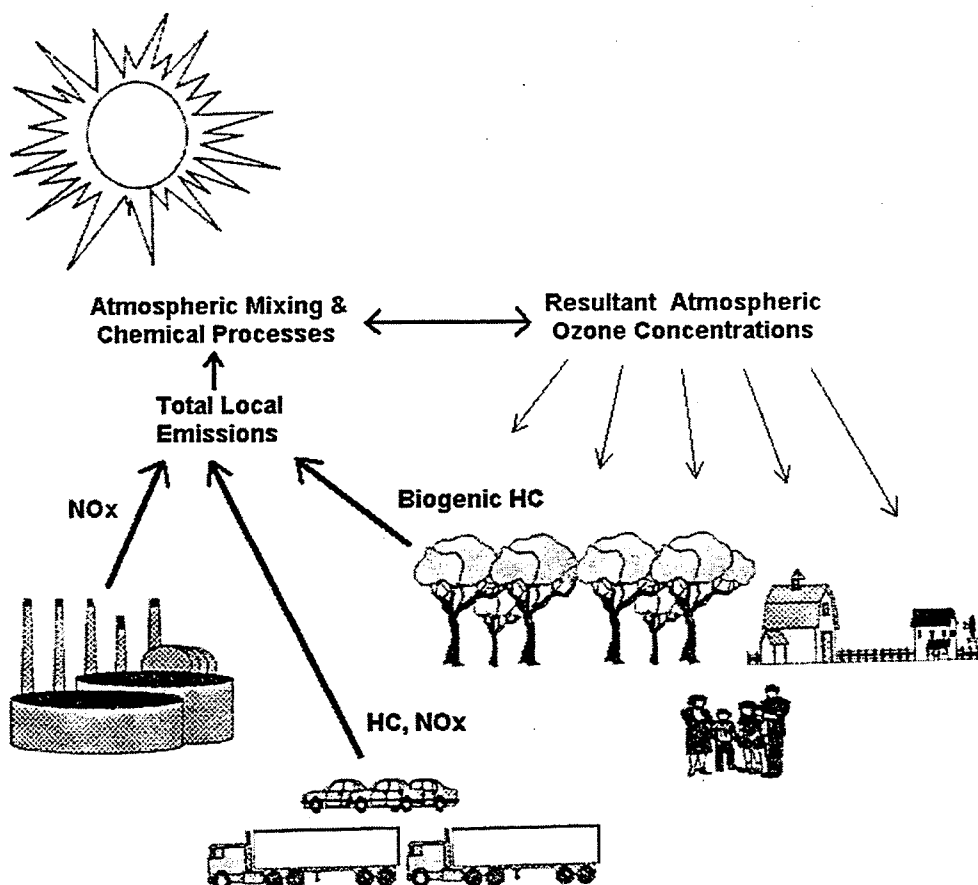 Atmospheric Mixing &
Chemical Processes
Resultant Atmospheric
Ozone Concentrations
Total Local
Emissions
NOx
Biogenic HC
HC, NOx